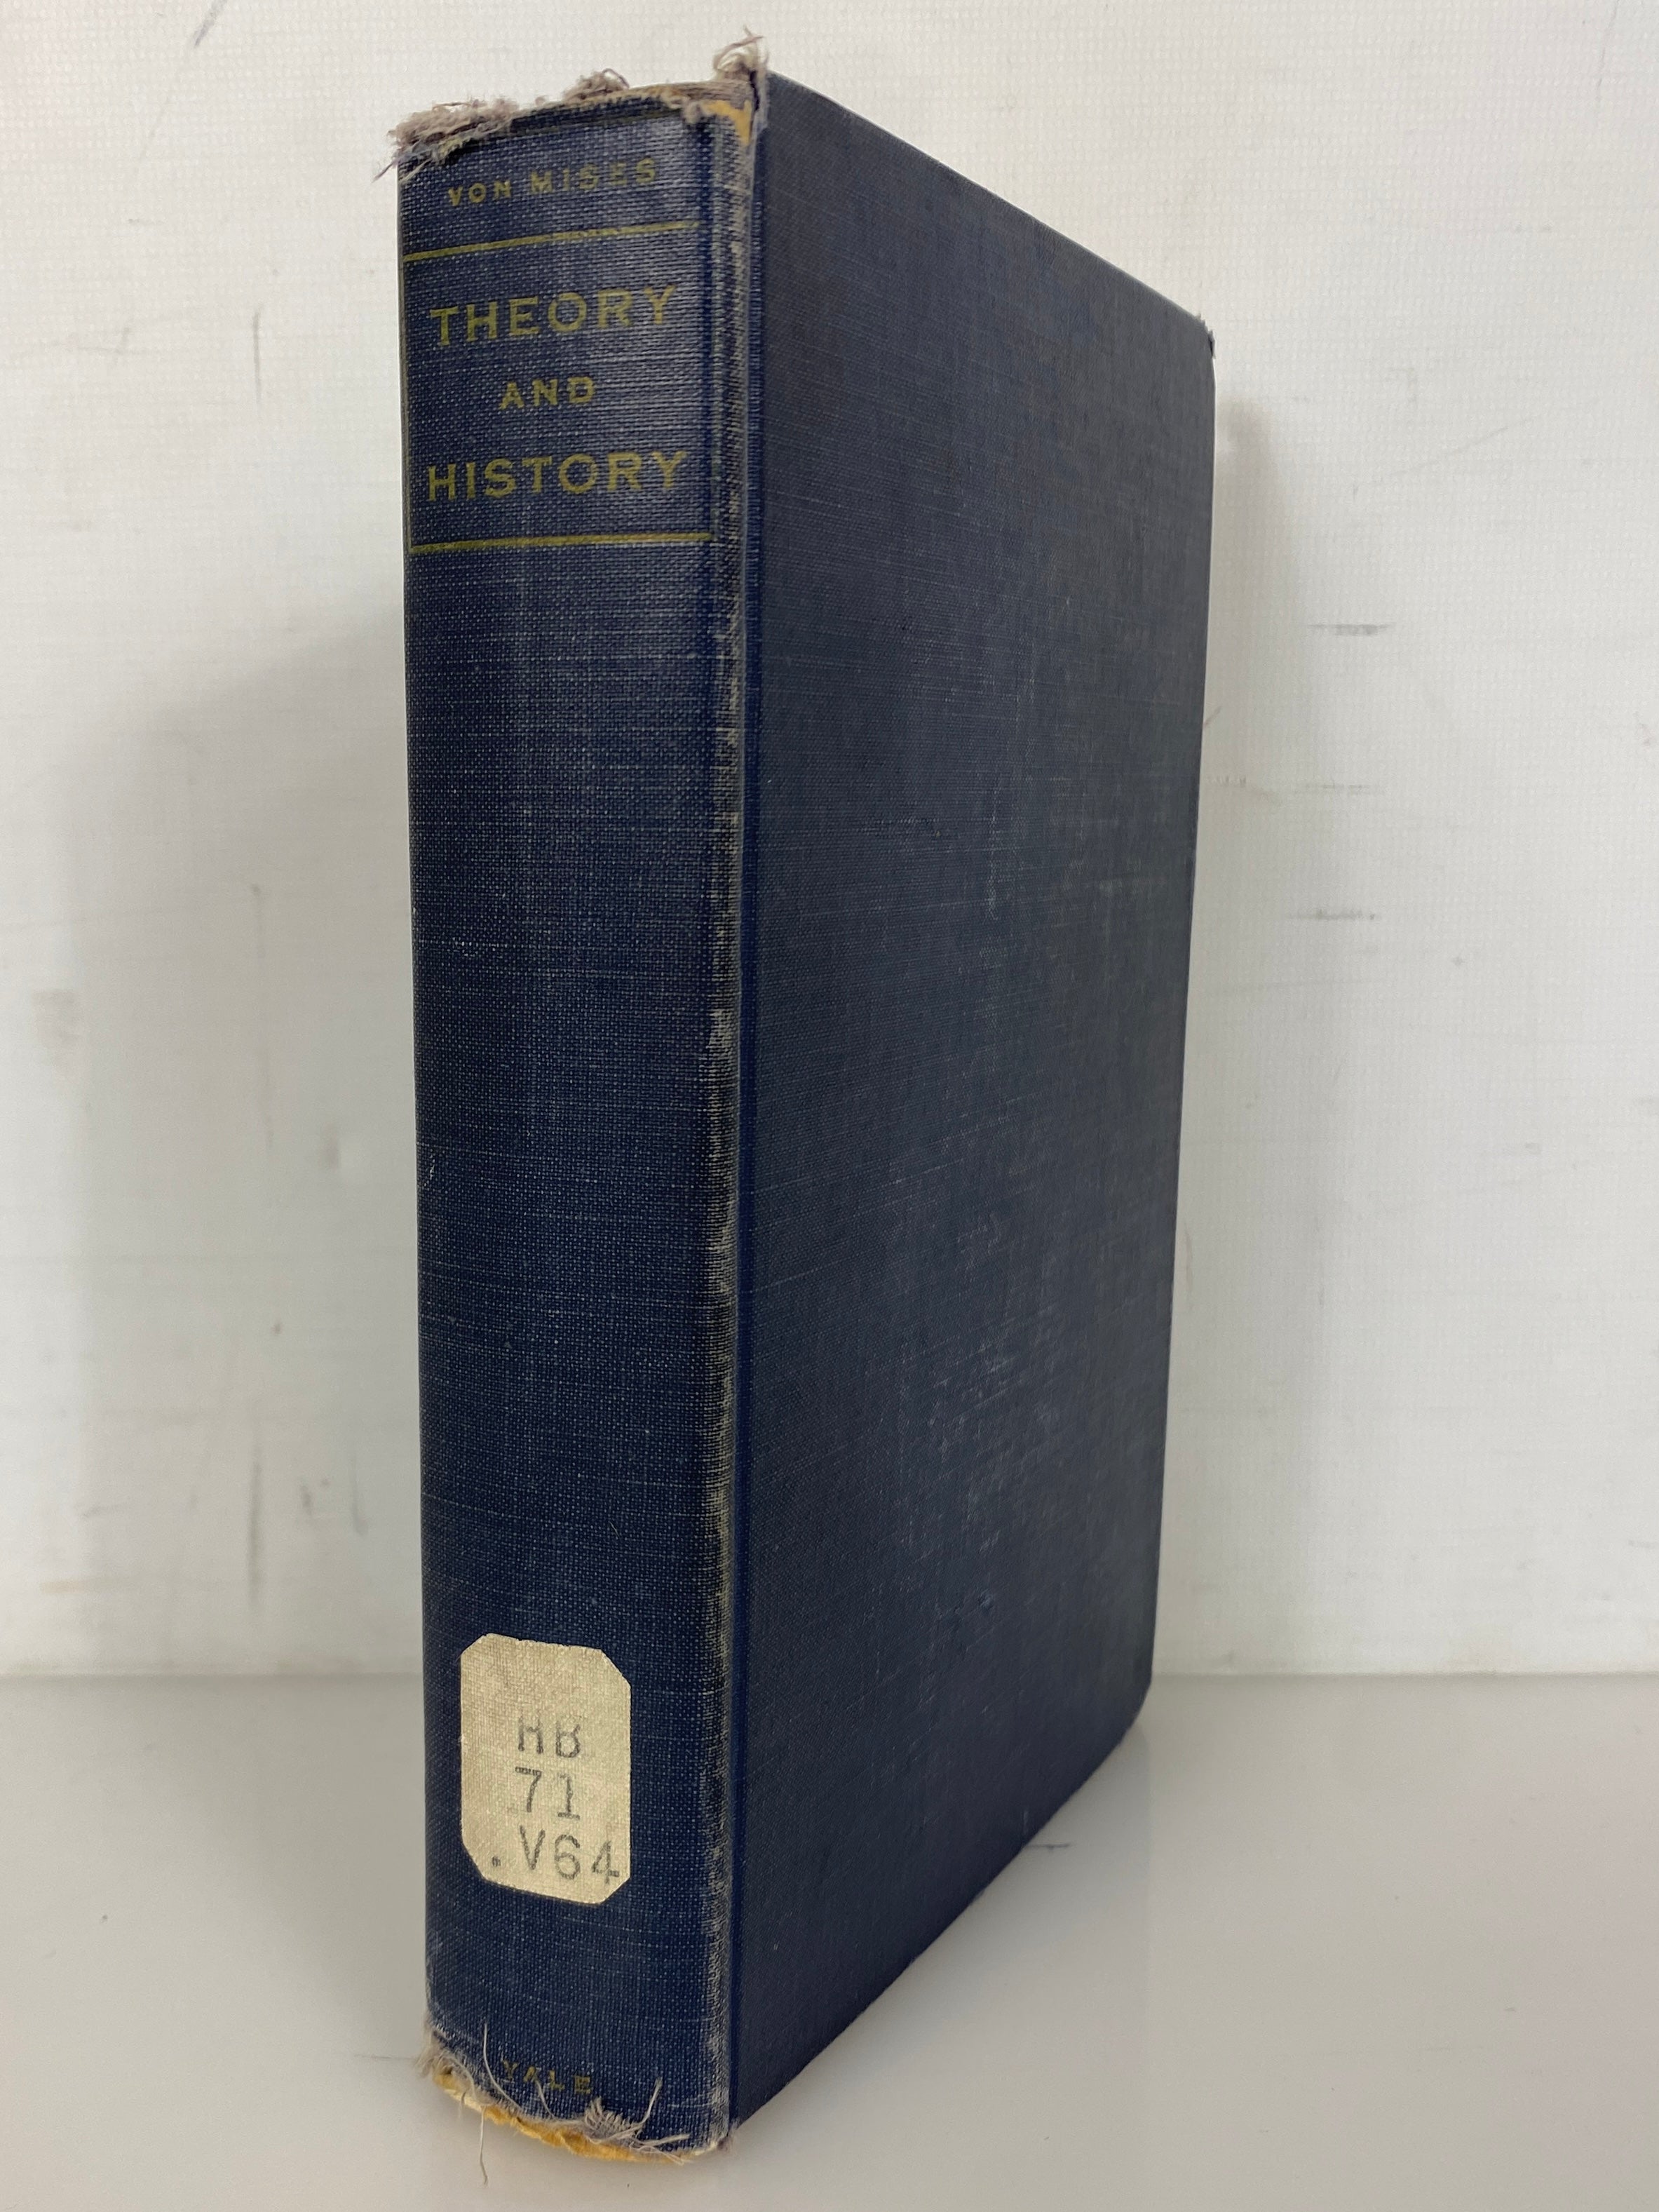 VON MISES
THEORY
AND
HISTORY
HB
71
.V64
YALE